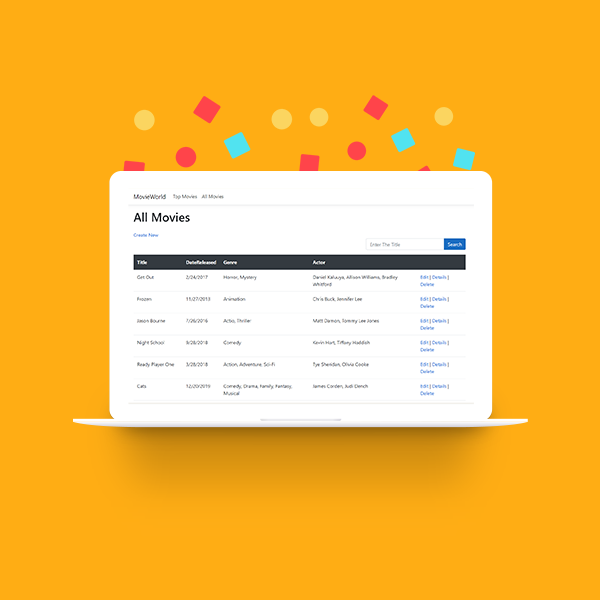 MovieWorld Top Movies All Movies
All Movies
Create New
Enter The Title Search
Title DateReleased Genre Actor
Get Out 2/24/2017 Horror, Mystery Daniel Kaluuya, Allison Williams, Bradley Whitford Edit | Details | Delete
Frozen 11/27/2013 Animation Chris Buck, Jennifer Lee Edit | Details | Delete
Jason Bourne 7/26/2016 Actio, Thriller Matt Damon, Tommy Lee Jones Edit | Details | Delete
Night School 9/28/2018 Comedy Kevin Hart, Tiffany Haddish Edit | Details | Delete
Ready Player One 3/28/2018 Action, Adventure, Sci-Fi Tye Sheridan, Olivia Cooke Edit | Details | Delete
Cats 12/20/2019 Comedy, Drama, Family, Fantasy, Musical James Corden, Judi Dench Edit | Details | Delete